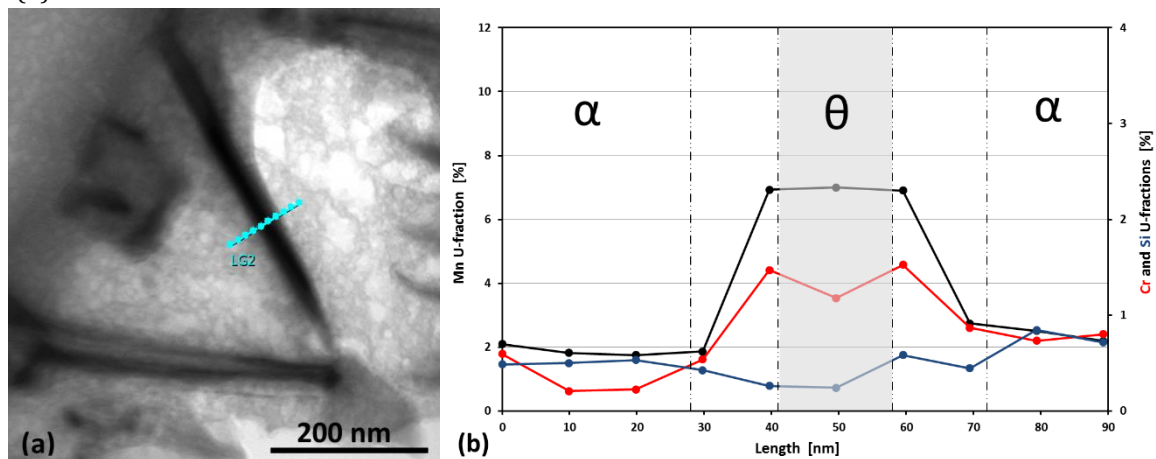 LG2
200 nm
(a)
12
10
8
6
4
2
0
Mn U-fraction [%]
α
θ
α
4
3
2
1
0
Cr and Si U-fractions [%]
0 10 20 30 40 50 60 70 80 90
Length [nm]
(b)